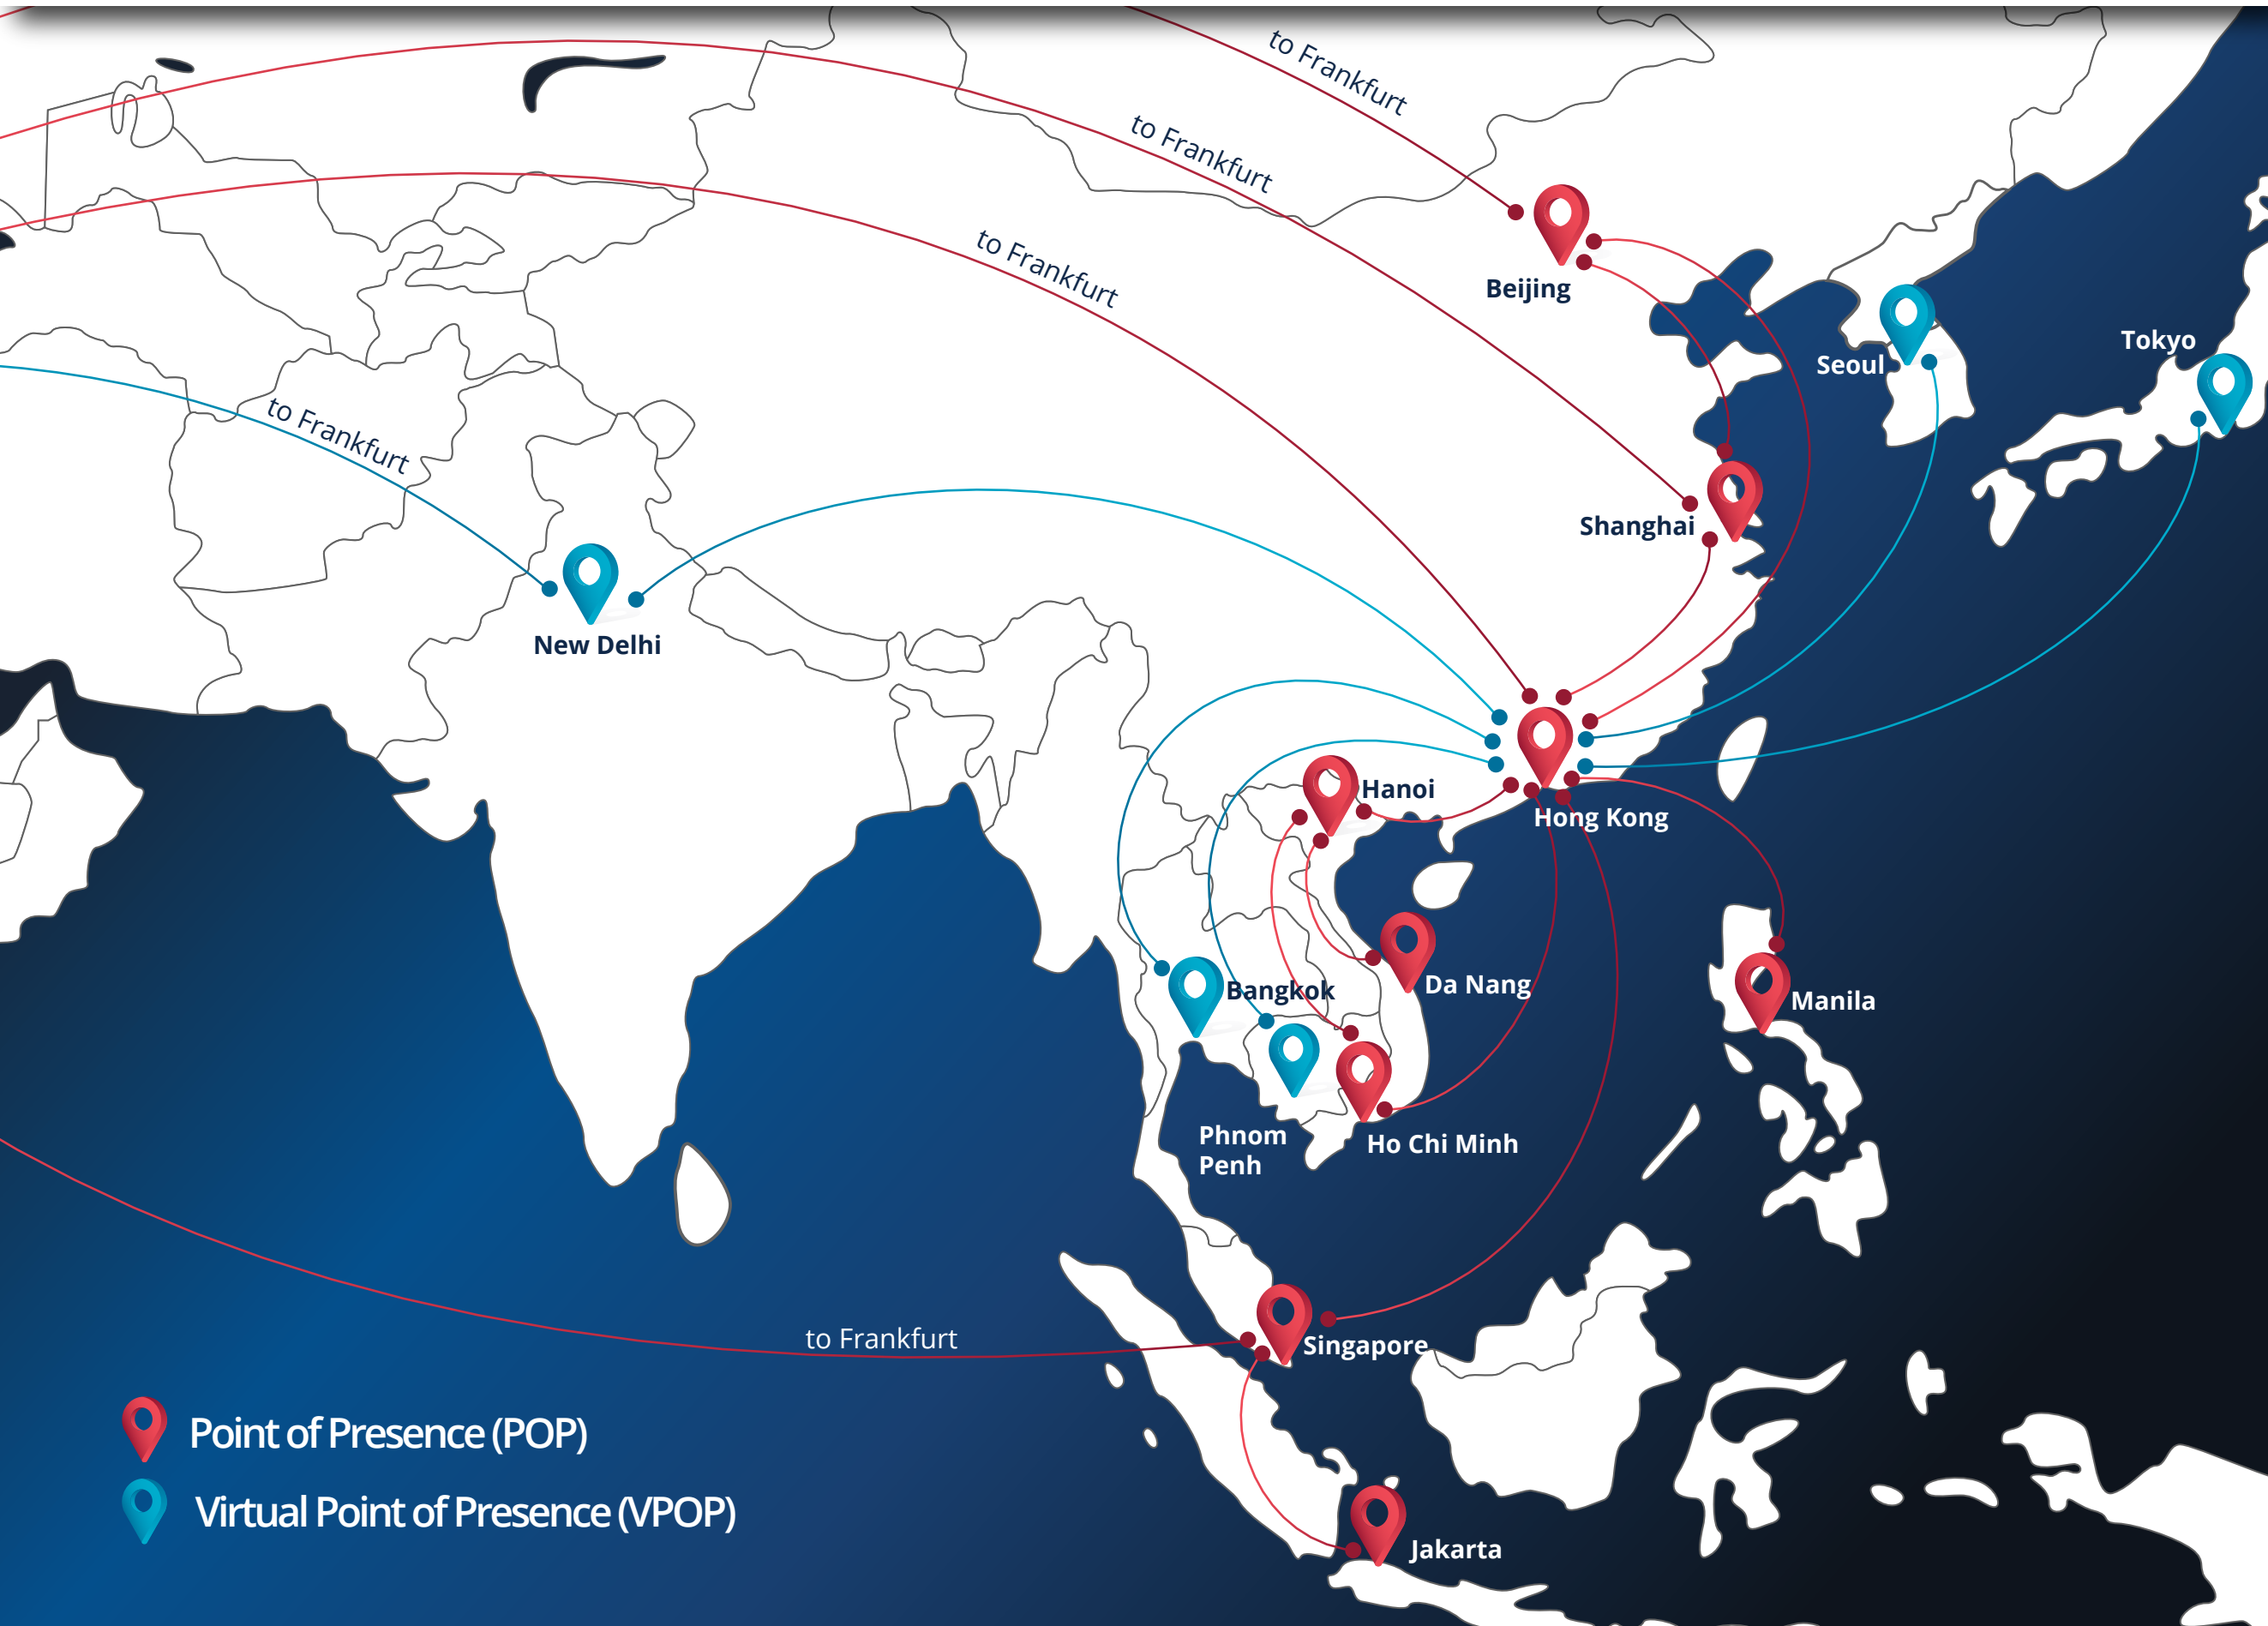 to Frankfurt
to Frankfurt
to Frankfurt
to Frankfurt
Beijing
Seoul
Tokyo
Shanghai
New Delhi
Hanoi
Hong Kong
Da Nang
Bangkok
Manila
Phnom
Penh
Ho Chi Minh
to Frankfurt
Singapore
Jakarta
Point of Presence (POP)
Virtual Point of Presence (VPOP)